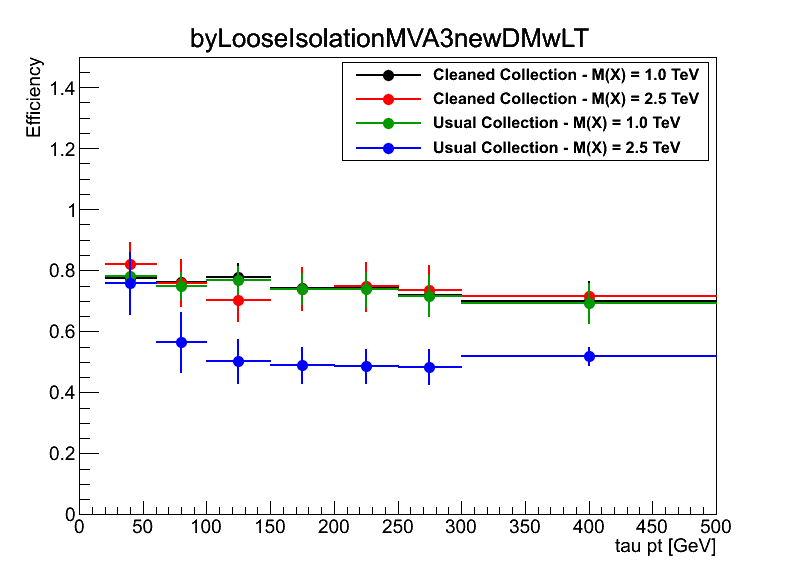 byLooseIsolationMVA3newDMwLT
Efficiency
Cleaned Collection - M(X) = 1.0 TeV
Cleaned Collection - M(X) = 2.5 TeV
Usual Collection - M(X) = 1.0 TeV
Usual Collection - M(X) = 2.5 TeV
1.4
1.2
1
0.8
0.6
0.4
0.2
0
0 50 100 150 200 250 300 350 400 450 500
tau pt [GeV]